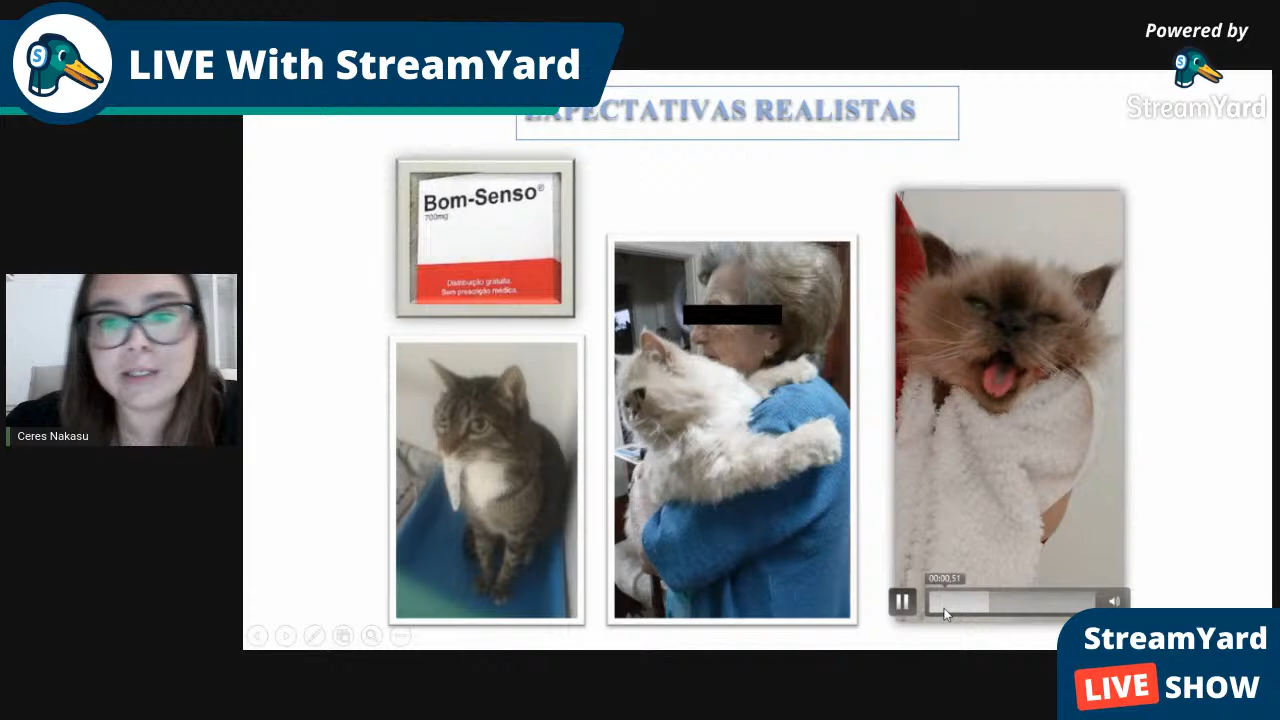 LIVE With StreamYard
Powered by
StreamYard
EXPECTATIVAS REALISTAS
Bom-Senso®
700mg
Distribuição gratuita.
Sem prescrição médica.
Ceres Nakasu
00:00,51
StreamYard
LIVE SHOW